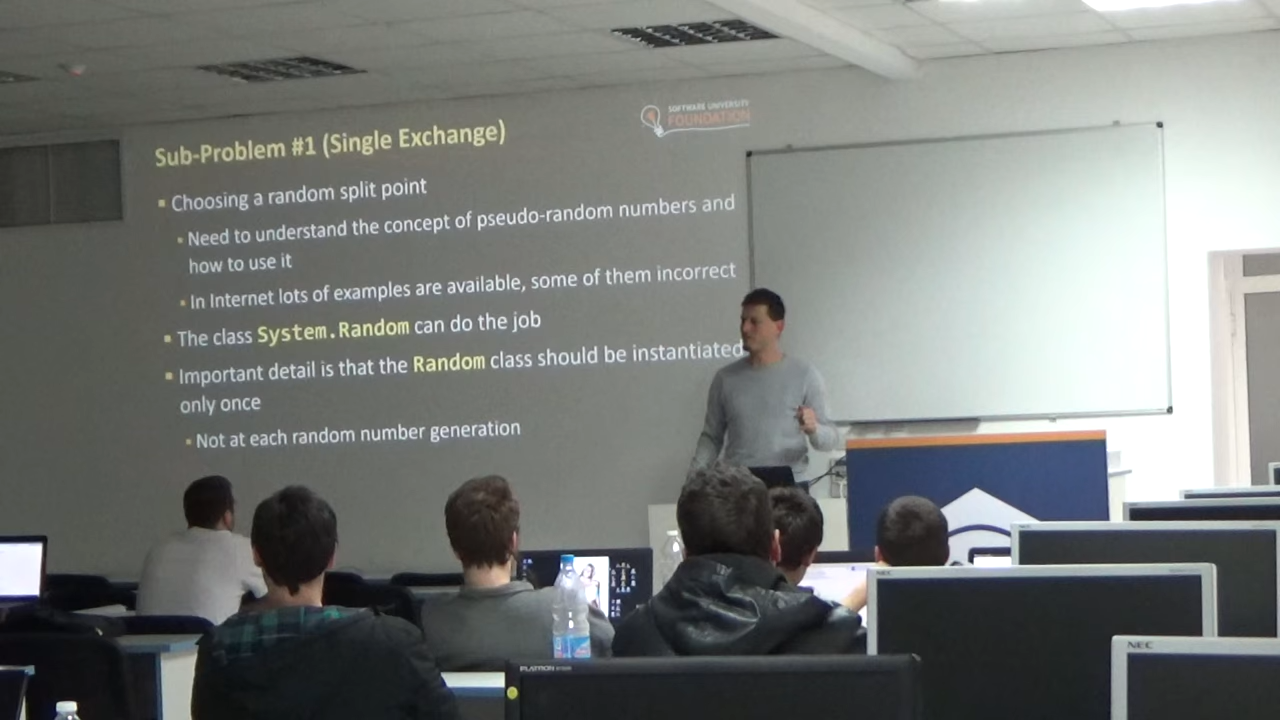 SOFTWARE UNIVERSITY
FOUNDATION
Sub-Problem #1 (Single Exchange)
Choosing a random split point
Need to understand the concept of pseudo-random numbers and
how to use it
In Internet lots of examples are available, some of them incorrect
The class System.Random can do the job
Important detail is that the Random class should be instantiated
only once
Not at each random number generation
NEC
NEC
PLATRON